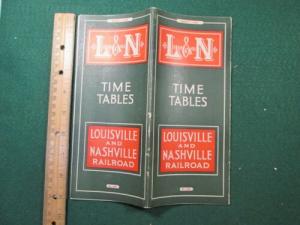 L&N
TIME
TABLES
LOUISVILLE
AND
NASHVILLE
RAILROAD
L&N
TIME
TABLES
LOUISVILLE
AND
NASHVILLE
RAILROAD